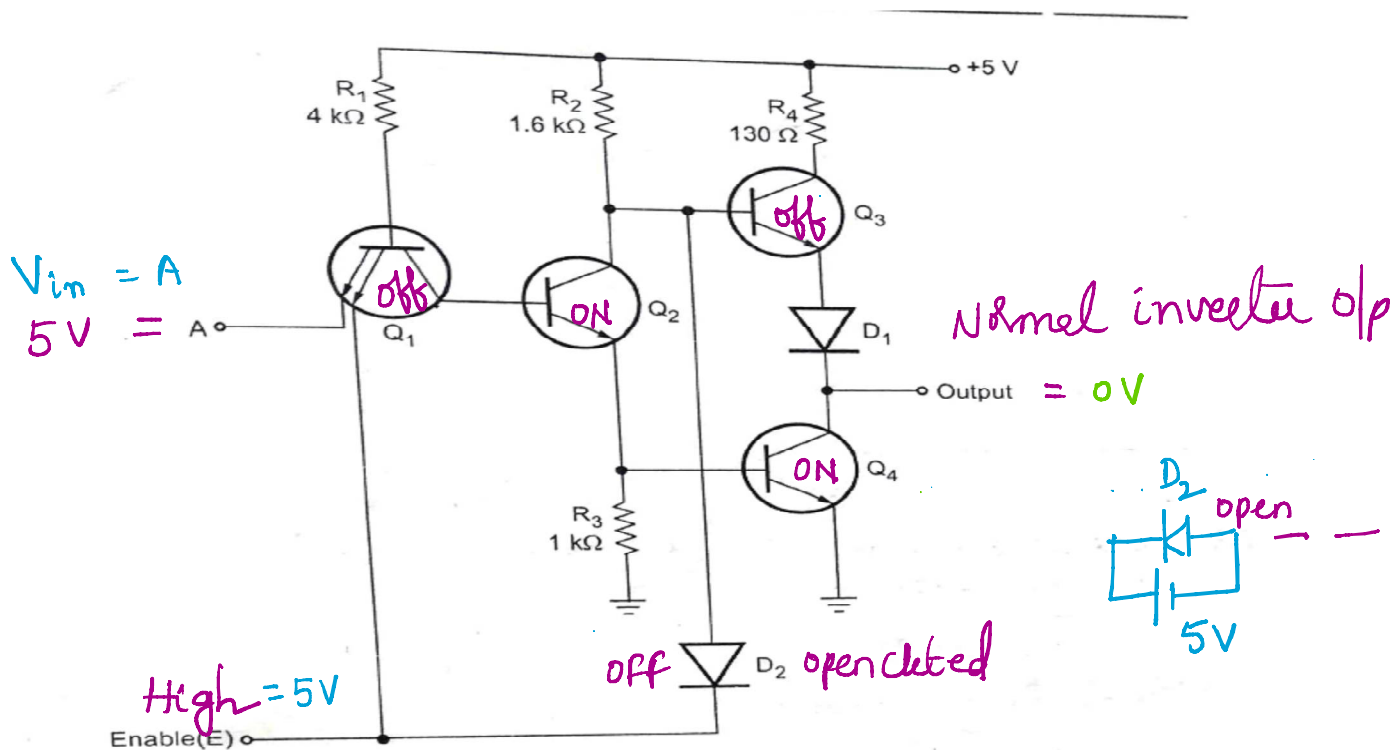 +5 V
R1
4 kΩ
R2
1.6 kΩ
R4
130 Ω
off
Q3
Vin = A
5V = A
off
Q1
ON
Q2
D1
Normel inverter o/p
Output = 0V
ON
Q4
D2
open
5V
R3
1 kΩ
off
D2
High = 5V
Enable(E)